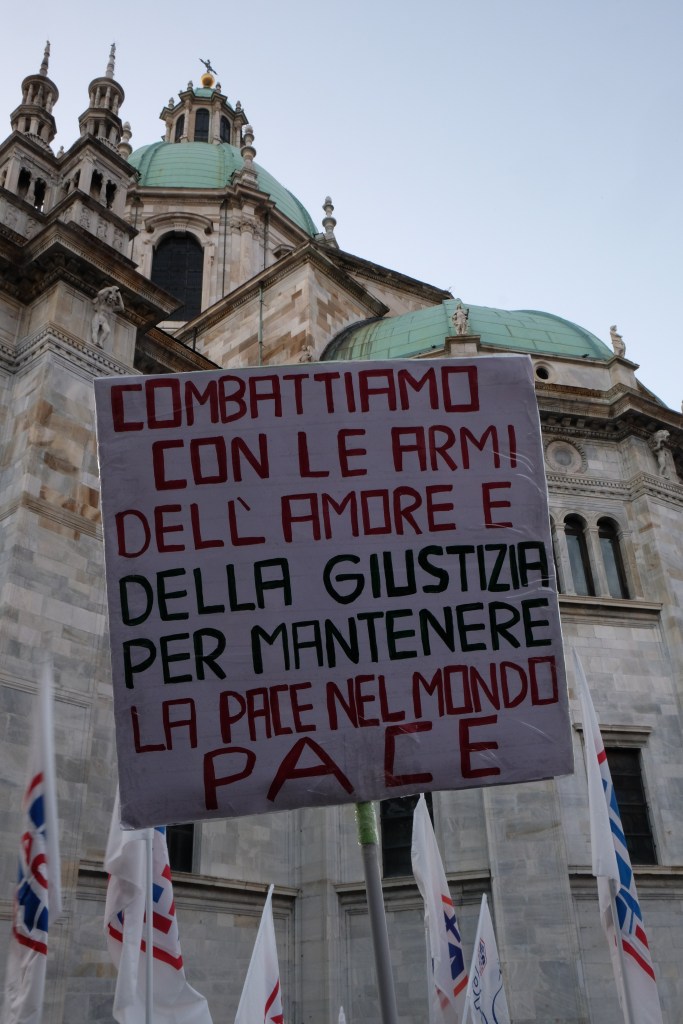 COMBATTIAMO
CON LE ARMI
DELL̀ AMORE E
DELLA GIUSTIZIA
PER MANTENERE
LA PACE NEL MONDO
PACE